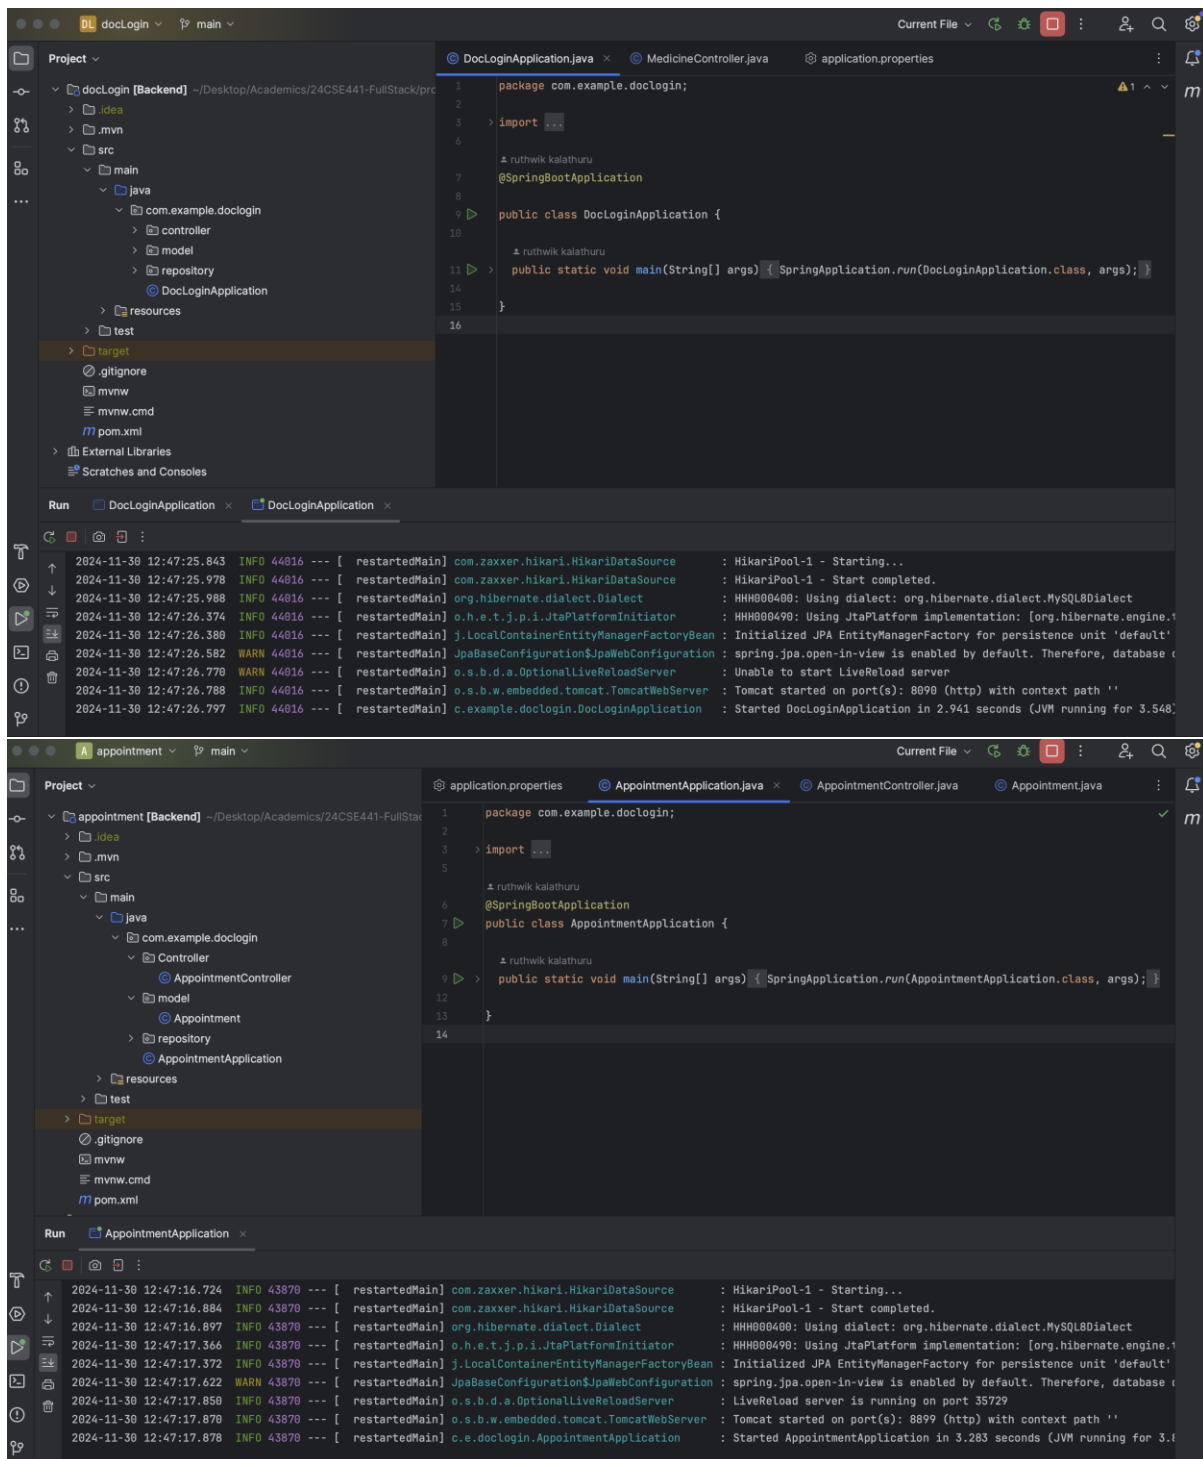 DL docLogin main Current File
Project
DocLoginApplication.java × MedicineController.java application.properties
docLogin [Backend] ~/Desktop/Academics/24CSE441-FullStack/pro
.idea
.mvn
src
main
java
com.example.doclogin
controller
model
repository
DocLoginApplication
resources
test
target
.gitignore
mvnw
mvnw.cmd
pom.xml
External Libraries
Scratches and Consoles
1 package com.example.doclogin; 1
2
3 import ...
6
ruthwik kalathuru
7 @SpringBootApplication
8
9 public class DocLoginApplication {
10
ruthwik kalathuru
11 public static void main(String[] args) { SpringApplication.run(DocLoginApplication.class, args); }
14
15 }
16
Run DocLoginApplication × DocLoginApplication ×
2024-11-30 12:47:25.843 INFO 44016 --- [ restartedMain] com.zaxxer.hikari.HikariDataSource : HikariPool-1 - Starting...
2024-11-30 12:47:25.978 INFO 44016 --- [ restartedMain] com.zaxxer.hikari.HikariDataSource : HikariPool-1 - Start completed.
2024-11-30 12:47:25.988 INFO 44016 --- [ restartedMain] org.hibernate.dialect.Dialect : HHH000400: Using dialect: org.hibernate.dialect.MySQL8Dialect
2024-11-30 12:47:26.374 INFO 44016 --- [ restartedMain] o.h.e.t.j.p.i.JtaPlatformInitiator : HHH000490: Using JtaPlatform implementation: [org.hibernate.engine.t
2024-11-30 12:47:26.380 INFO 44016 --- [ restartedMain] j.LocalContainerEntityManagerFactoryBean : Initialized JPA EntityManagerFactory for persistence unit 'default'
2024-11-30 12:47:26.582 WARN 44016 --- [ restartedMain] JpaBaseConfiguration$JpaWebConfiguration : spring.jpa.open-in-view is enabled by default. Therefore, database
2024-11-30 12:47:26.770 WARN 44016 --- [ restartedMain] o.s.b.d.a.OptionalLiveReloadServer : Unable to start LiveReload server
2024-11-30 12:47:26.788 INFO 44016 --- [ restartedMain] o.s.b.w.embedded.tomcat.TomcatWebServer : Tomcat started on port(s): 8090 (http) with context path ''
2024-11-30 12:47:26.797 INFO 44016 --- [ restartedMain] c.example.doclogin.DocLoginApplication : Started DocLoginApplication in 2.941 seconds (JVM running for 3.548)
A appointment main Current File
Project
application.properties AppointmentApplication.java × AppointmentController.java Appointment.java
appointment [Backend] ~/Desktop/Academics/24CSE441-FullStac
.idea
.mvn
src
main
java
com.example.doclogin
Controller
AppointmentController
model
Appointment
repository
AppointmentApplication
resources
test
target
.gitignore
mvnw
mvnw.cmd
pom.xml
1 package com.example.doclogin;
2
3 import ...
5
ruthwik kalathuru
6 @SpringBootApplication
7 public class AppointmentApplication {
8
ruthwik kalathuru
9 public static void main(String[] args) { SpringApplication.run(AppointmentApplication.class, args); }
12
13 }
14
Run AppointmentApplication ×
2024-11-30 12:47:16.724 INFO 43870 --- [ restartedMain] com.zaxxer.hikari.HikariDataSource : HikariPool-1 - Starting...
2024-11-30 12:47:16.884 INFO 43870 --- [ restartedMain] com.zaxxer.hikari.HikariDataSource : HikariPool-1 - Start completed.
2024-11-30 12:47:16.897 INFO 43870 --- [ restartedMain] org.hibernate.dialect.Dialect : HHH000400: Using dialect: org.hibernate.dialect.MySQL8Dialect
2024-11-30 12:47:17.366 INFO 43870 --- [ restartedMain] o.h.e.t.j.p.i.JtaPlatformInitiator : HHH000490: Using JtaPlatform implementation: [org.hibernate.engine.t
2024-11-30 12:47:17.372 INFO 43870 --- [ restartedMain] j.LocalContainerEntityManagerFactoryBean : Initialized JPA EntityManagerFactory for persistence unit 'default'
2024-11-30 12:47:17.622 WARN 43870 --- [ restartedMain] JpaBaseConfiguration$JpaWebConfiguration : spring.jpa.open-in-view is enabled by default. Therefore, database
2024-11-30 12:47:17.850 INFO 43870 --- [ restartedMain] o.s.b.d.a.OptionalLiveReloadServer : LiveReload server is running on port 35729
2024-11-30 12:47:17.870 INFO 43870 --- [ restartedMain] o.s.b.w.embedded.tomcat.TomcatWebServer : Tomcat started on port(s): 8899 (http) with context path ''
2024-11-30 12:47:17.878 INFO 43870 --- [ restartedMain] c.e.doclogin.AppointmentApplication : Started AppointmentApplication in 3.283 seconds (JVM running for 3.8